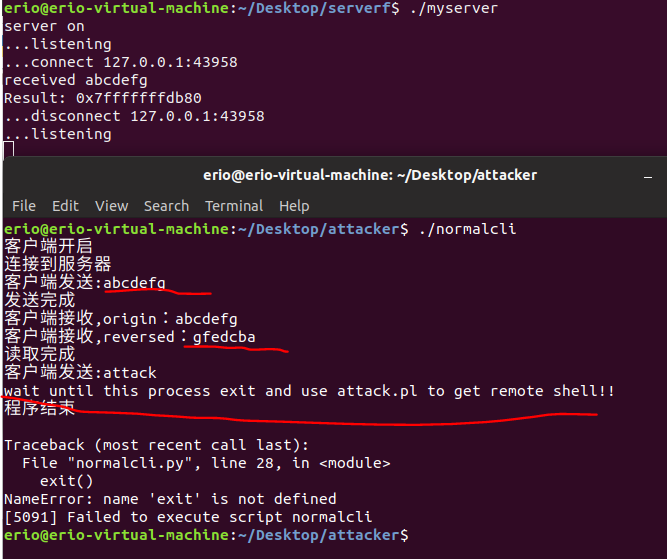 erio@erio-virtual-machine:~/Desktop/serverf$ ./myserver
server on
...listening
...connect 127.0.0.1:43958
received abcdefg
Result: 0x7fffffffdb80
...disconnect 127.0.0.1:43958
...listening
erio@erio-virtual-machine: ~/Desktop/attacker
File Edit View Search Terminal Help
erio@erio-virtual-machine:~/Desktop/attacker$ ./normalcli
客户端开启
连接到服务器
客户端发送:abcdefg
发送完成
客户端接收,origin：abcdefg
客户端接收,reversed：gfedcba
读取完成
客户端发送:attack
wait until this process exit and use attack.pl to get remote shell!!
程序结束
Traceback (most recent call last):
File "normalcli.py", line 28, in <module>
exit()
NameError: name 'exit' is not defined
[5091] Failed to execute script normalcli
erio@erio-virtual-machine:~/Desktop/attacker$